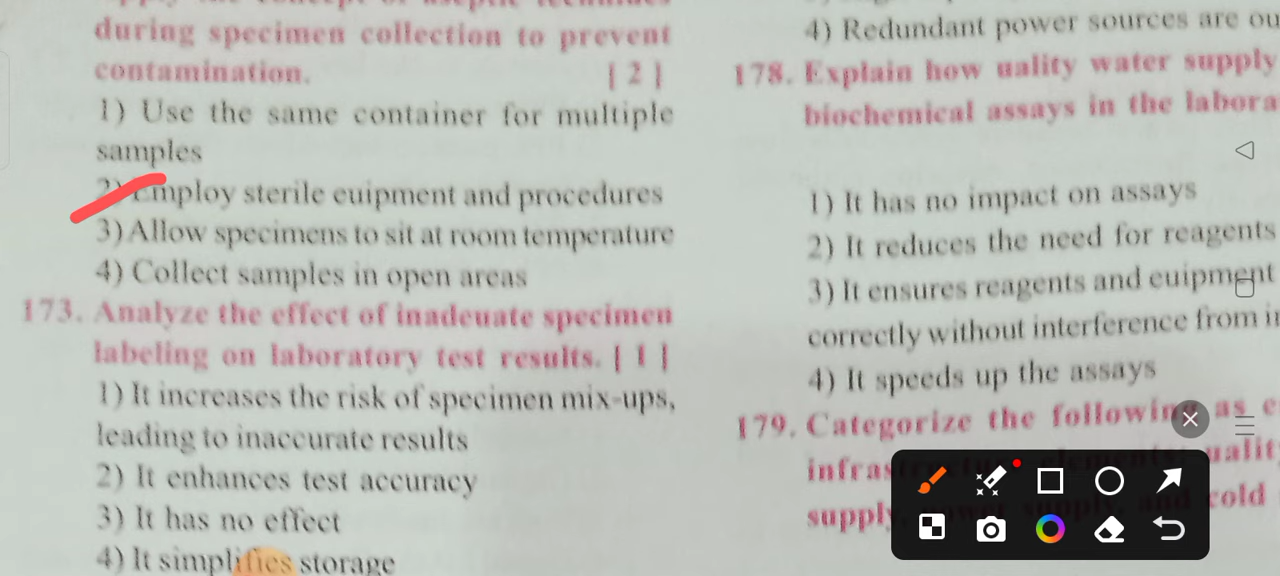 during specimen collection to prevent
contamination. [ 2 ]
1) Use the same container for multiple
samples
2) Employ sterile euipment and procedures
3) Allow specimens to sit at room temperature
4) Collect samples in open areas
173. Analyze the effect of inadeuate specimen
labeling on laboratory test results. [ 1 ]
1) It increases the risk of specimen mix-ups,
leading to inaccurate results
2) It enhances test accuracy
3) It has no effect
4) It simplifies storage
4) Redundant power sources are
178. Explain how uality water supply
biochemical assays in the
1) It has no impact on assays
2) It reduces the need for reagents
3) It ensures reagents and euipment
correctly without interference from
4) It speeds up the assays
179. Categorize the following as
supply, power supply, and cold